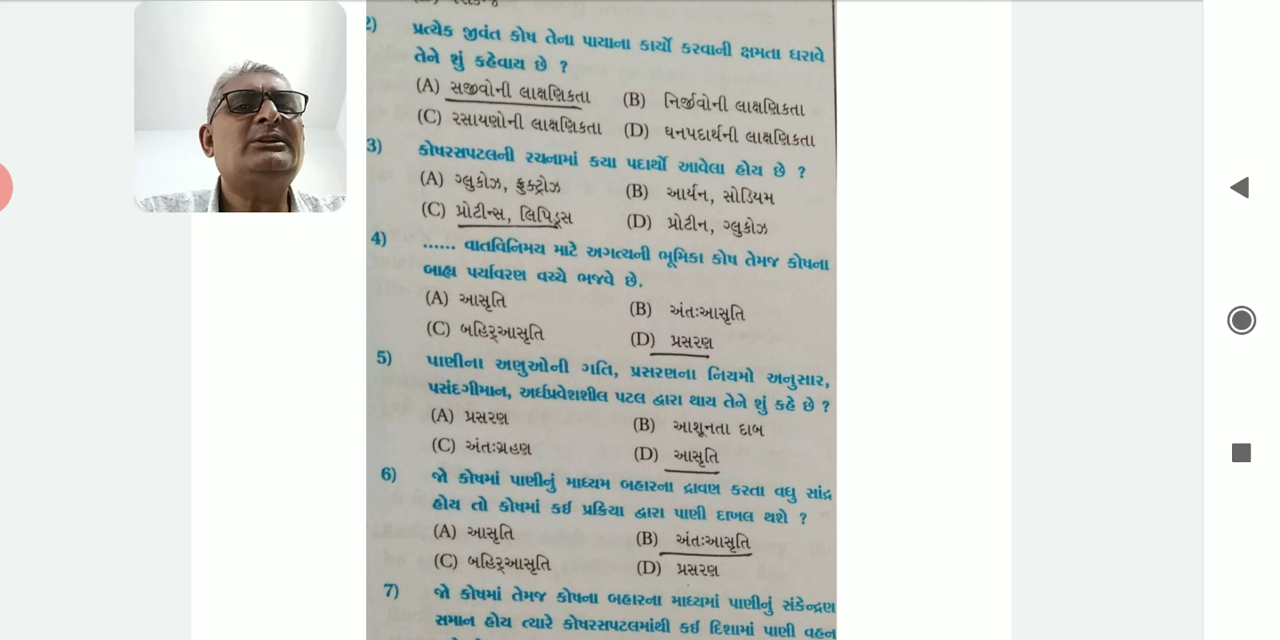 2) પ્રત્યેક જીવંત કોષ તેના પાયાના કાર્યો કરવાની ક્ષમતા ધરાવે
તેને શું કહેવાય છે ?
(A) સજીવોની લાક્ષણિકતા (B) નિર્જીવોની લાક્ષણિકતા
(C) રસાયણોની લાક્ષણિકતા (D) ઘનપદાર્થની લાક્ષણિકતા
3) કોષરસપટલની રચનામાં કયા પદાર્થો આવેલા હોય છે ?
(A) ગ્લુકોઝ, ફ્રુક્ટ્રોઝ (B) આર્યન, સોડિયમ
(C) પ્રોટીન્સ, લિપિડ્સ (D) પ્રોટીન, ગ્લુકોઝ
4) ...... વાતવિનિમય માટે અગત્યની ભૂમિકા કોષ તેમજ કોષના
બાહ્ય પર્યાવરણ વચ્ચે ભજવે છે.
(A) આસૃતિ (B) અંતઃઆસૃતિ
(C) બહિર્આસૃતિ (D) પ્રસરણ
5) પાણીના અણુઓની ગતિ, પ્રસરણના નિયમો અનુસાર,
પસંદગીમાન, અર્ધપ્રવેશશીલ પટલ દ્વારા થાય તેને શું કહે છે ?
(A) પ્રસરણ (B) આશૂનતા દાબ
(C) અંતઃગ્રહણ (D) આસૃતિ
6) જો કોષમાં પાણીનું માધ્યમ બહારના દ્રાવણ કરતા વધુ સાંદ્ર
હોય તો કોષમાં કઈ પ્રક્રિયા દ્વારા પાણી દાખલ થશે ?
(A) આસૃતિ (B) અંતઃઆસૃતિ
(C) બહિર્આસૃતિ (D) પ્રસરણ
7) જો કોષમાં તેમજ કોષના બહારના માધ્યમાં પાણીનું સંકેન્દ્રણ
સમાન હોય ત્યારે કોષરસપટલમાંથી કઈ દિશામાં પાણી વહન